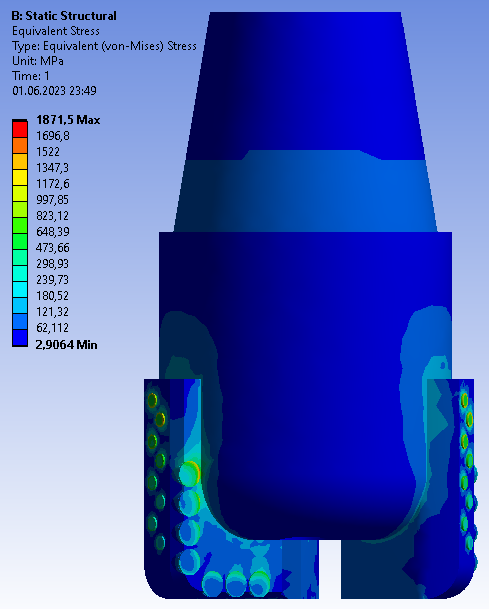 B: Static Structural
Equivalent Stress
Type: Equivalent (von-Mises) Stress
Unit: MPa
Time: 1
01.06.2023 23:49
1871,5 Max
1696,8
1522
1347,3
1172,6
997,85
823,12
648,39
473,66
298,93
239,73
180,52
121,32
62,112
2,9064 Min